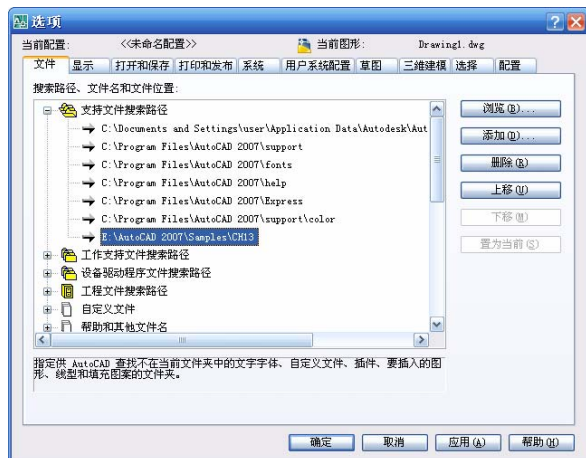 选项
当前配置: <<未命名配置>> 当前图形: Drawing1.dwg
文件 显示 打开和保存 打印和发布 系统 用户系统配置 草图 三维建模 选择 配置
搜索路径、文件名和文件位置:
支持文件搜索路径
C:\Documents and Settings\user\Application Data\Autodesk\Aut
C:\Program Files\AutoCAD 2007\support
C:\Program Files\AutoCAD 2007\fonts
C:\Program Files\AutoCAD 2007\help
C:\Program Files\AutoCAD 2007\Express
C:\Program Files\AutoCAD 2007\support\color
E:\AutoCAD 2007\Samples\CH13
工作支持文件搜索路径
设备驱动程序文件搜索路径
工程文件搜索路径
自定义文件
帮助和其他文件名
浏览(B)...
添加(D)...
删除(R)
上移(U)
下移(N)
置为当前(S)
指定供 AutoCAD 查找不在当前文件夹中的文字字体、自定义文件、插件、要插入的图
形、线型和填充图案的文件夹。
确定 取消 应用(A) 帮助(H)